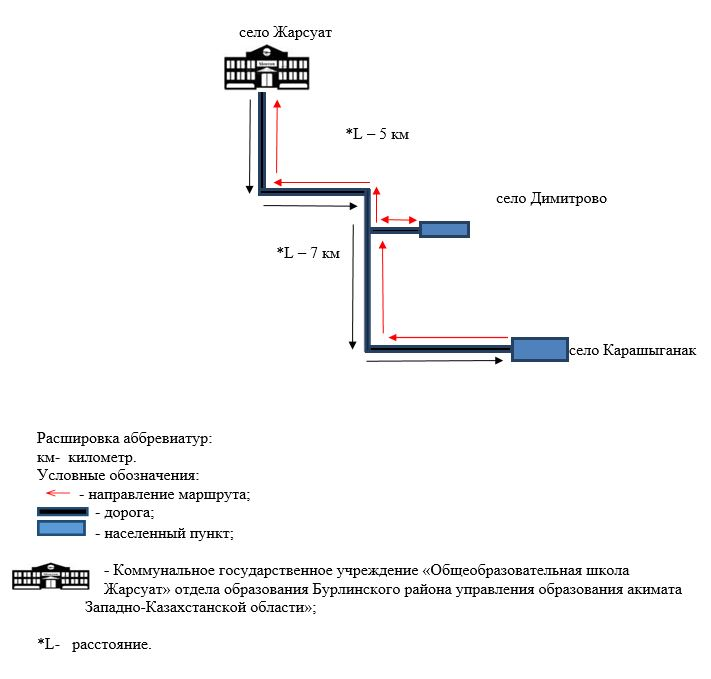 село Жарсуат
*L – 5 км
село Димитрово
*L – 7 км
село Карашыганак
Расшировка аббревиатур:
км- километр.
Условные обозначения:
- направление маршрута;
- дорога;
- населенный пункт;
- Коммунальное государственное учреждение «Общеобразовательная школа
Жарсуат» отдела образования Бурлинского района управления образования акимата
Западно-Казахстанской области»;
*L- расстояние.